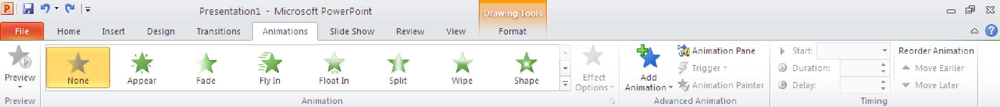 Presentation1 - Microsoft PowerPoint
Drawing Tools
File Home Insert Design Transitions Animations Slide Show Review View Format
Preview
None Appear Fade Fly In Float In Split Wipe Shape
Effect
Options
Add
Animation
Animation Pane
Trigger
Animation Painter
Start:
Duration:
Delay:
Reorder Animation
Move Earlier
Move Later
Preview Animation Advanced Animation Timing